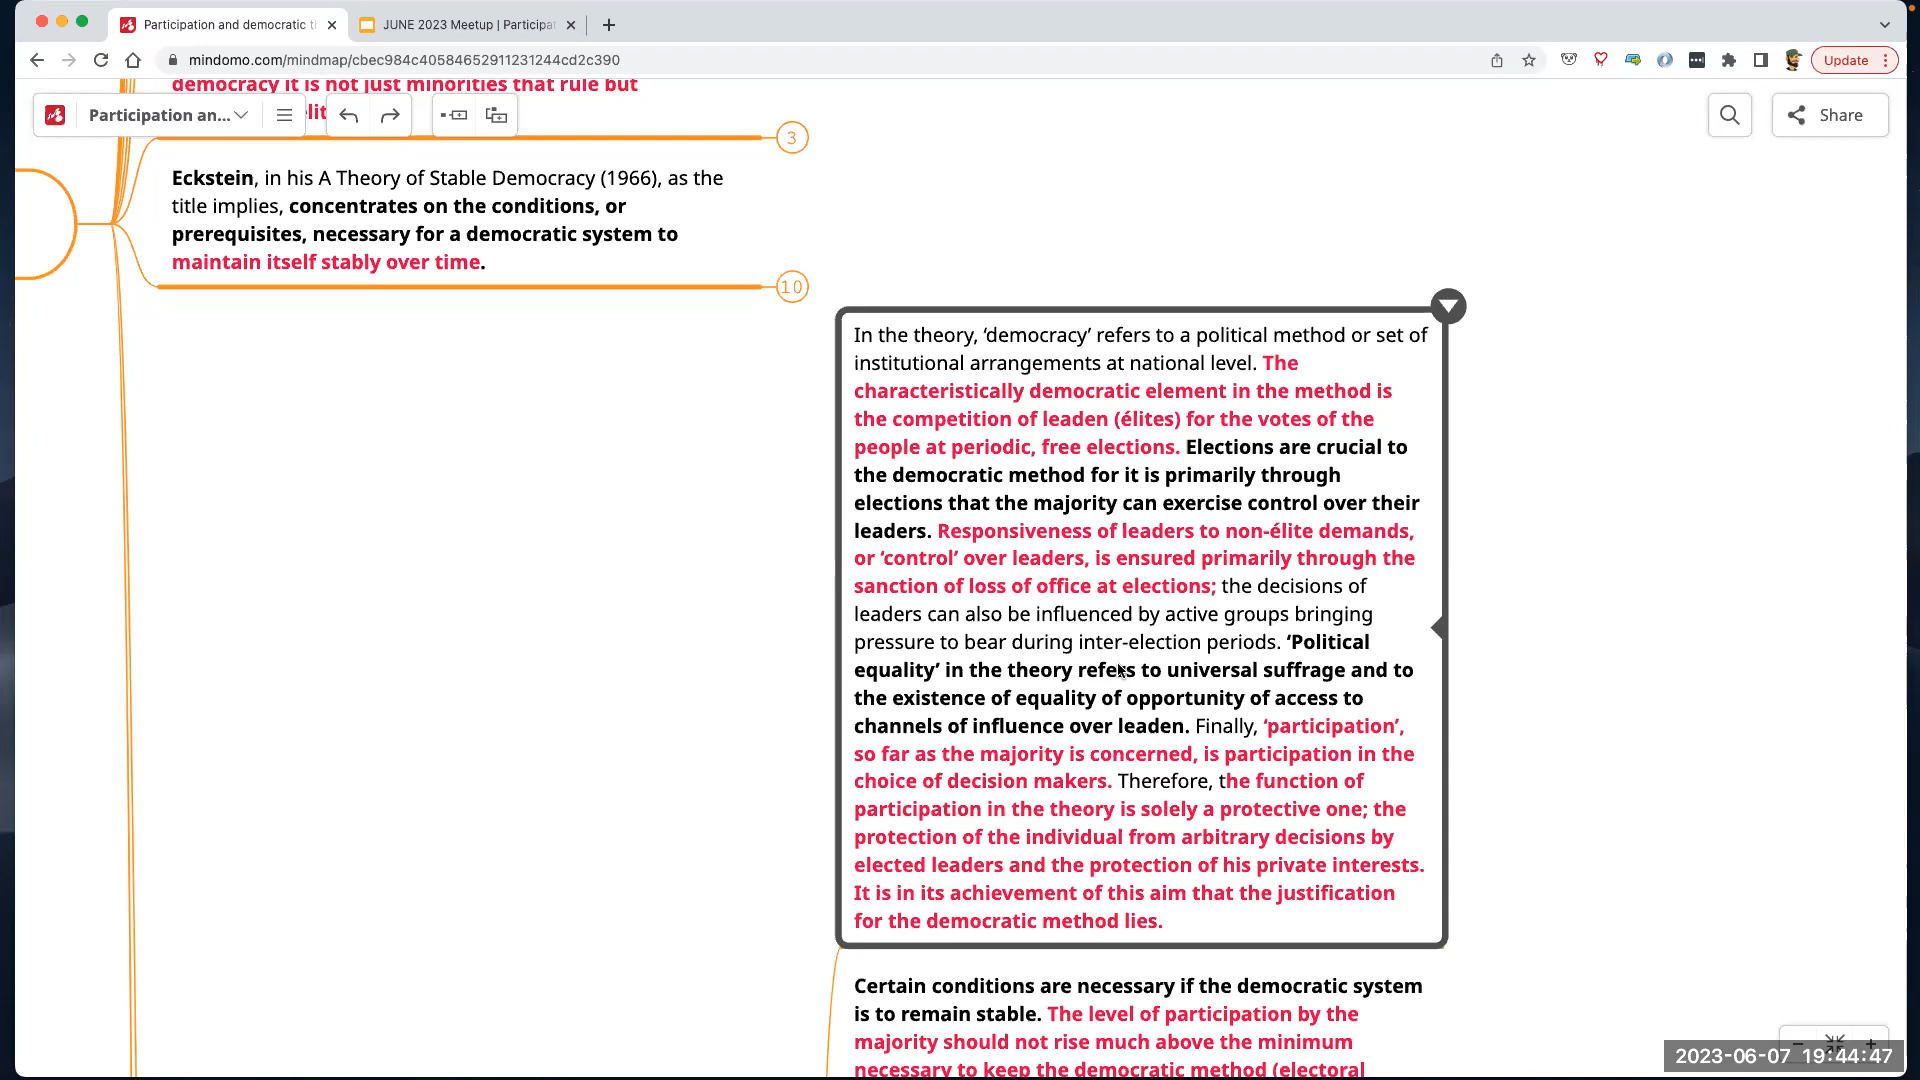 Participation and democratic t
JUNE 2023 Meetup | Participat
mindomo.com/mindmap/cbec984c40584652911231244cd2c390
Update
democracy it is not just minorities that rule but
Participation an...
elit
3
Share
Eckstein, in his A Theory of Stable Democracy (1966), as the
title implies, concentrates on the conditions, or
prerequisites, necessary for a democratic system to
maintain itself stably over time.
10
In the theory, ‘democracy’ refers to a political method or set of
institutional arrangements at national level. The
characteristically democratic element in the method is
the competition of leaden (élites) for the votes of the
people at periodic, free elections. Elections are crucial to
the democratic method for it is primarily through
elections that the majority can exercise control over their
leaders. Responsiveness of leaders to non-élite demands,
or ‘control’ over leaders, is ensured primarily through the
sanction of loss of office at elections; the decisions of
leaders can also be influenced by active groups bringing
pressure to bear during inter-election periods. ‘Political
equality’ in the theory refers to universal suffrage and to
the existence of equality of opportunity of access to
channels of influence over leaden. Finally, ‘participation’,
so far as the majority is concerned, is participation in the
choice of decision makers. Therefore, the function of
participation in the theory is solely a protective one; the
protection of the individual from arbitrary decisions by
elected leaders and the protection of his private interests.
It is in its achievement of this aim that the justification
for the democratic method lies.
Certain conditions are necessary if the democratic system
is to remain stable. The level of participation by the
majority should not rise much above the minimum
necessary to keep the democratic method (electoral
2023-06-07 19:44:47